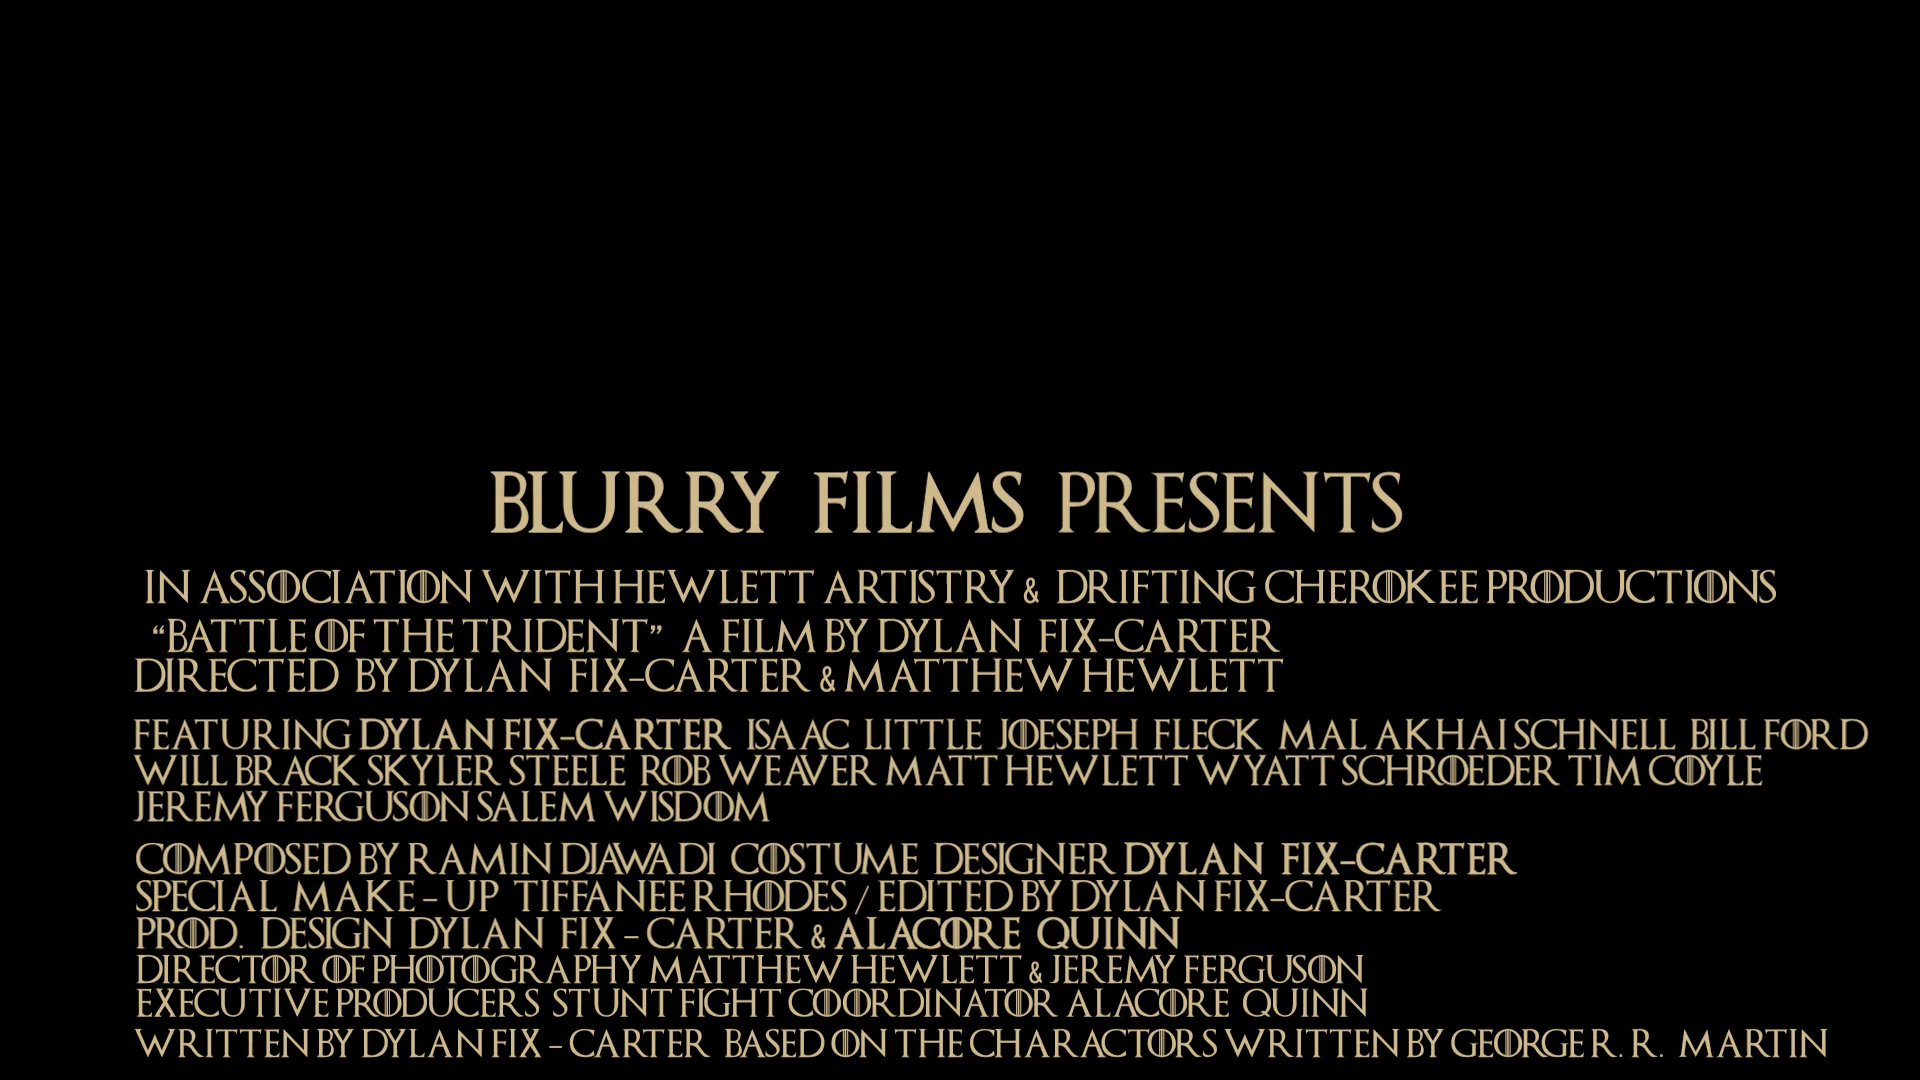 BLURRY FILMS PRESENTS
IN ASSOCIATION WITH HEWLETT ARTISTRY & DRIFTING CHEROKEE PRODUCTIONS
“BATTLE OF THE TRIDENT” A FILM BY DYLAN FIX-CARTER
DIRECTED BY DYLAN FIX-CARTER & MATTHEW HEWLETT
FEATURING DYLAN FIX-CARTER ISAAC LITTLE JOESEPH FLECK MALAKHAI SCHNELL BILL FORD
WILL BRACK SKYLER STEELE ROB WEAVER MATT HEWLETT WYATT SCHROEDER TIM COYLE
JEREMY FERGUSON SALEM WISDOM
COMPOSED BY RAMIN DJAWADI COSTUME DESIGNER DYLAN FIX-CARTER
SPECIAL MAKE-UP TIFFANEE RHODES / EDITED BY DYLAN FIX-CARTER
PROD. DESIGN DYLAN FIX-CARTER & ALACORE QUINN
DIRECTOR OF PHOTOGRAPHY MATTHEW HEWLETT & JEREMY FERGUSON
EXECUTIVE PRODUCERS STUNT FIGHT COORDINATOR ALACORE QUINN
WRITTEN BY DYLAN FIX-CARTER BASED ON THE CHARACTORS WRITTEN BY GEORGE R. R. MARTIN